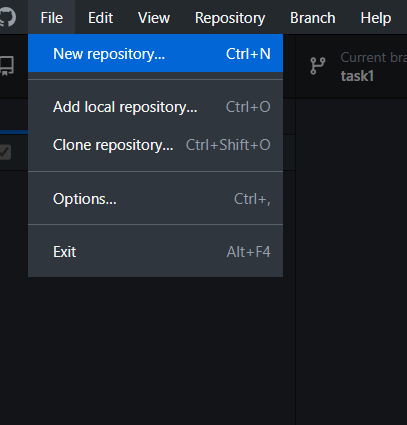 File Edit View Repository Branch Help
New repository... Ctrl+N
Current bra
task1
Add local repository... Ctrl+O
Clone repository... Ctrl+Shift+O
Options... Ctrl+,
Exit Alt+F4